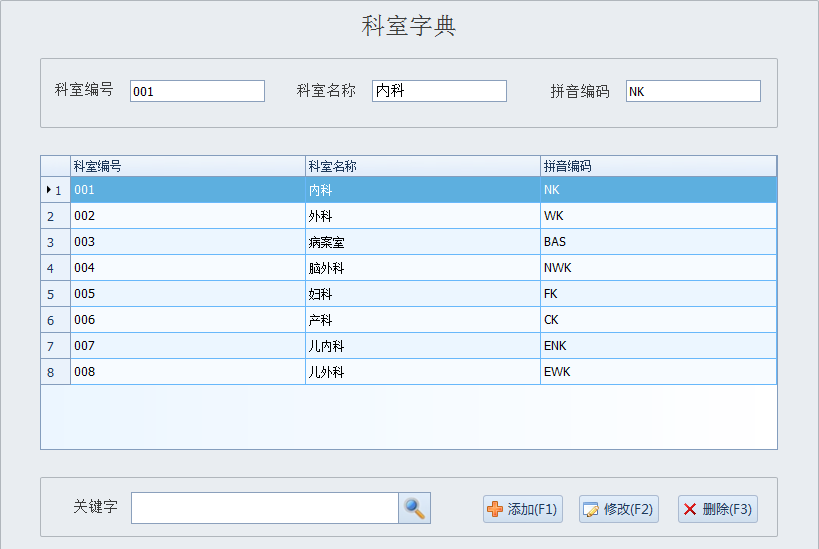 科室字典
科室编号 001 科室名称 内科 拼音编码 NK
科室编号 科室名称 拼音编码
1 001 内科 NK
2 002 外科 WK
3 003 病案室 BAS
4 004 脑外科 NWK
5 005 妇科 FK
6 006 产科 CK
7 007 儿内科 ENK
8 008 儿外科 EWK
关键字 添加(F1) 修改(F2) 删除(F3)